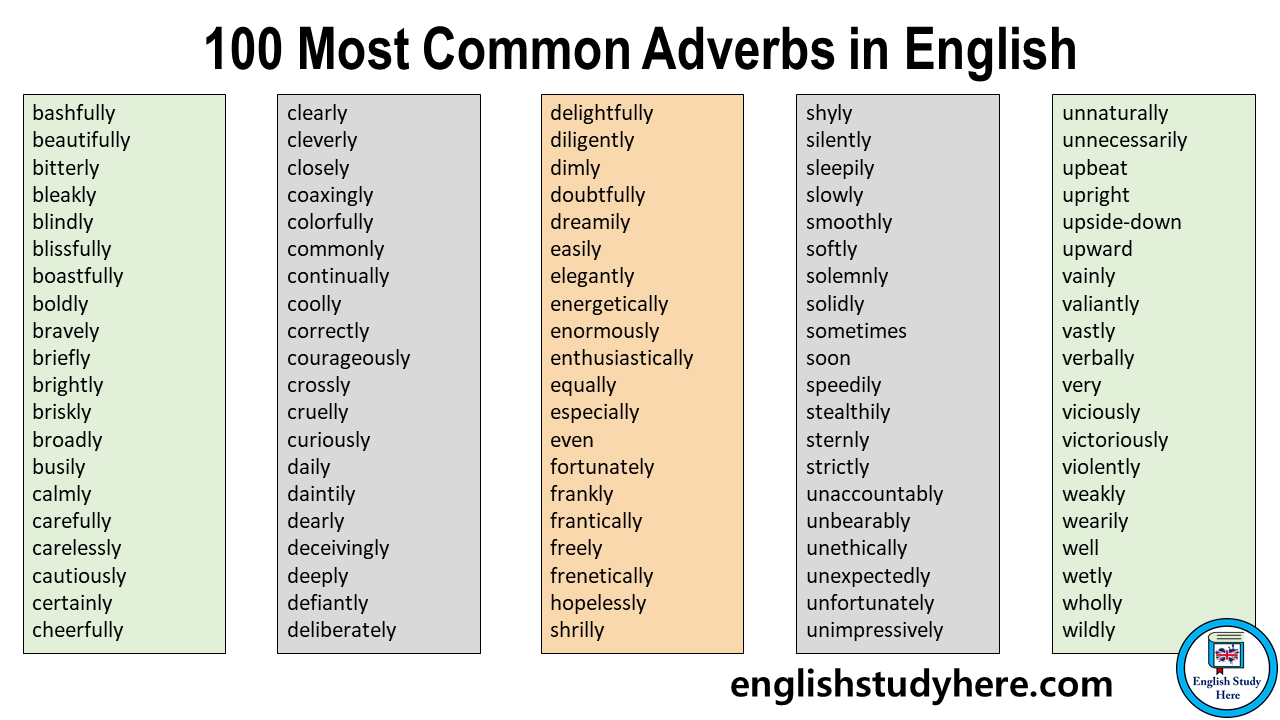 100 Most Common Adverbs in English
bashfully
beautifully
bitterly
bleakly
blindly
blissfully
boastfully
boldly
bravely
briefly
brightly
briskly
broadly
busily
calmly
carefully
carelessly
cautiously
certainly
cheerfully
clearly
cleverly
closely
coaxingly
colorfully
commonly
continually
coolly
correctly
courageously
crossly
cruelly
curiously
daily
daintily
dearly
deceivingly
deeply
defiantly
deliberately
delightfully
diligently
dimly
doubtfully
dreamily
easily
elegantly
energetically
enormously
enthusiastically
equally
especially
even
fortunately
frankly
frantically
freely
frenetically
hopelessly
shrilly
shyly
silently
sleepily
slowly
smoothly
softly
solemnly
solidly
sometimes
soon
speedily
stealthily
sternly
strictly
unaccountably
unbearably
unethically
unexpectedly
unfortunately
unimpressively
unnaturally
unnecessarily
upbeat
upright
upside-down
upward
vainly
valiantly
vastly
verbally
very
viciously
victoriously
violently
weakly
wearily
well
wetly
wholly
wildly
englishstudyhere.com
English Study
Here